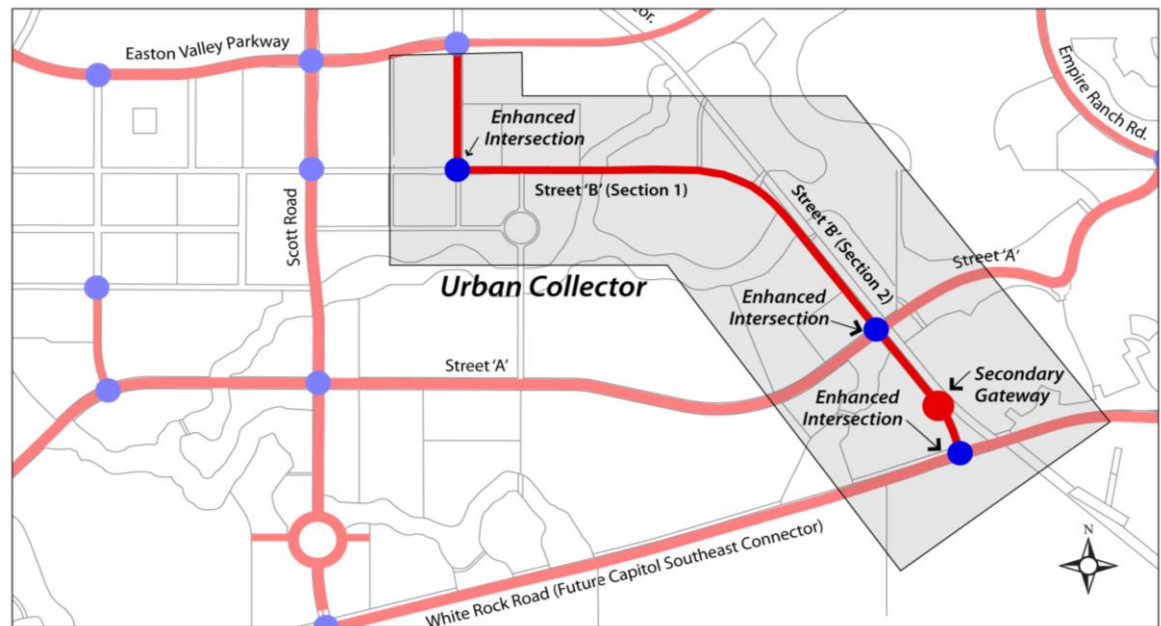 cor.
Easton Valley Parkway
Empire Ranch Rd.
Enhanced
Intersection
Street ‘B’ (Section 1)
Street ‘B’ (Section 2)
Scott Road
Street ‘A’
Urban Collector
Enhanced
Intersection
Street ‘A’
Secondary
Gateway
Enhanced
Intersection
N
White Rock Road (Future Capitol Southeast Connector)